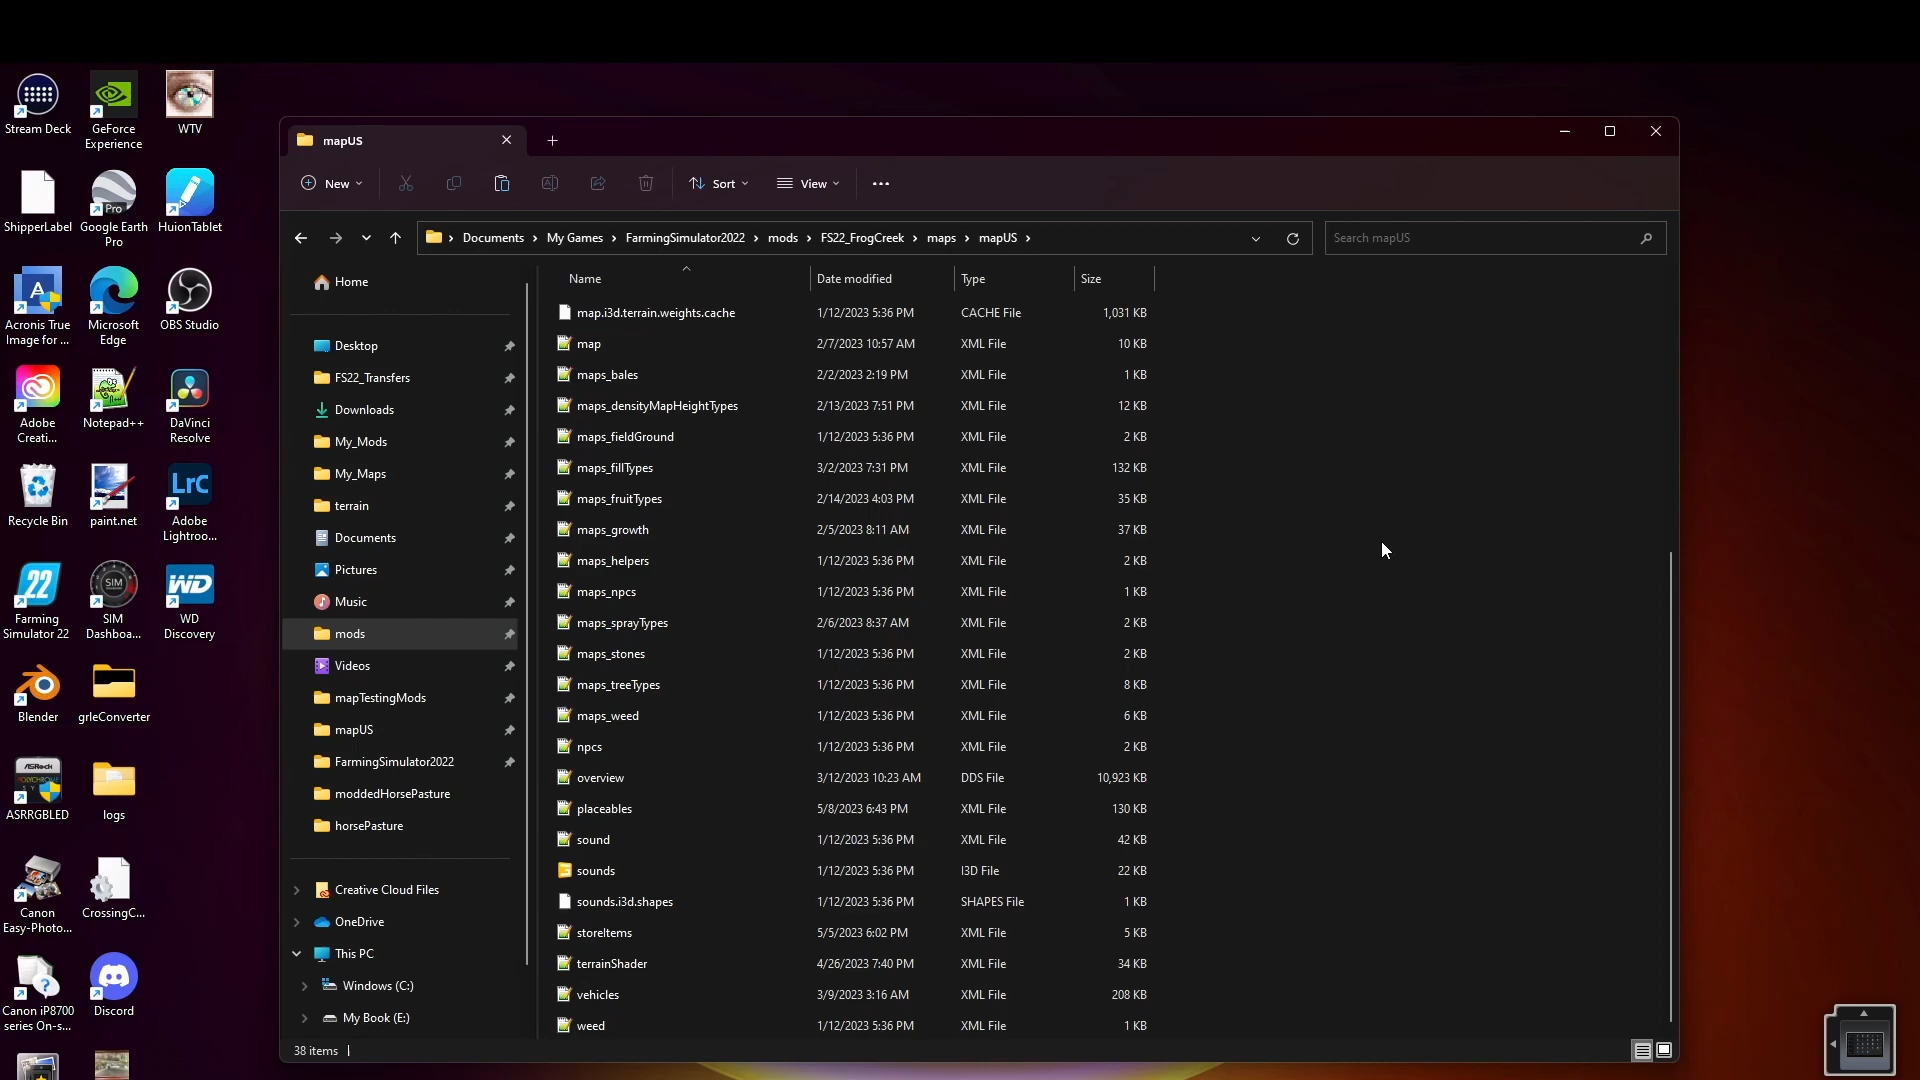 Stream Deck
GeForce
Experience
WTV
ShipperLabel
Pro
Google Earth
Pro
HuionTablet
Acronis True
Image for ...
Microsoft
Edge
OBS Studio
Adobe
Creati...
Notepad++
DaVinci
Resolve
Recycle Bin
paint.net
LrC
Adobe
Lightroo...
22
Farming
Simulator 22
SIM
SIM
Dashboa...
WD
WD
Discovery
Blender
grleConverter
ASRock
ASRRGBLED
logs
Canon
Easy-Photo...
CrossingC...
Canon iP8700
series On-s...
Discord
mapUS
New
Sort
View
Documents
My Games
FarmingSimulator2022
mods
FS22_FrogCreek
maps
mapUS
Search mapUS
Home
Desktop
FS22_Transfers
Downloads
My_Mods
My_Maps
terrain
Documents
Pictures
Music
mods
Videos
mapTestingMods
mapUS
FarmingSimulator2022
moddedHorsePasture
horsePasture
Creative Cloud Files
OneDrive
This PC
Windows (C:)
My Book (E:)
Name Date modified Type Size
map.i3d.terrain.weights.cache 1/12/2023 5:36 PM CACHE File 1,031 KB
map 2/7/2023 10:57 AM XML File 10 KB
maps_bales 2/2/2023 2:19 PM XML File 1 KB
maps_densityMapHeightTypes 2/13/2023 7:51 PM XML File 12 KB
maps_fieldGround 1/12/2023 5:36 PM XML File 2 KB
maps_fillTypes 3/2/2023 7:31 PM XML File 132 KB
maps_fruitTypes 2/14/2023 4:03 PM XML File 35 KB
maps_growth 2/5/2023 8:11 AM XML File 37 KB
maps_helpers 1/12/2023 5:36 PM XML File 2 KB
maps_npcs 1/12/2023 5:36 PM XML File 1 KB
maps_sprayTypes 2/6/2023 8:37 AM XML File 2 KB
maps_stones 1/12/2023 5:36 PM XML File 2 KB
maps_treeTypes 1/12/2023 5:36 PM XML File 8 KB
maps_weed 1/12/2023 5:36 PM XML File 6 KB
npcs 1/12/2023 5:36 PM XML File 2 KB
overview 3/12/2023 10:23 AM DDS File 10,923 KB
placeables 5/8/2023 6:43 PM XML File 130 KB
sound 1/12/2023 5:36 PM XML File 42 KB
sounds 1/12/2023 5:36 PM I3D File 22 KB
sounds.i3d.shapes 1/12/2023 5:36 PM SHAPES File 1 KB
storeItems 5/5/2023 6:02 PM XML File 5 KB
terrainShader 4/26/2023 7:40 PM XML File 34 KB
vehicles 3/9/2023 3:16 AM XML File 208 KB
weed 1/12/2023 5:36 PM XML File 1 KB
38 items